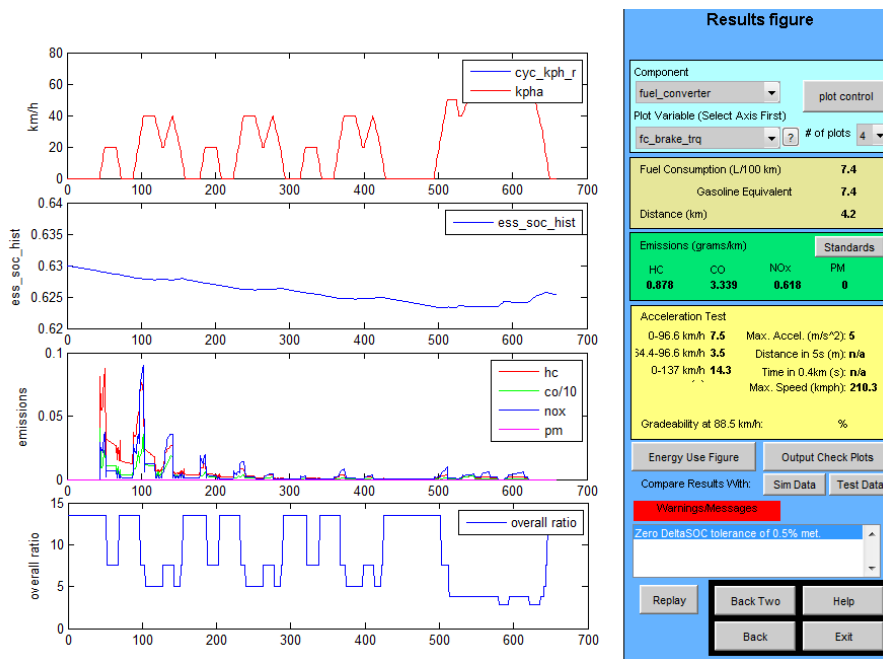 80
60
40
20
0
km/h
cyc_kph_r
kpha
0 100 200 300 400 500 600 700
0.64
0.635
0.63
0.625
0.62
ess_soc_hist
ess_soc_hist
0 100 200 300 400 500 600 700
0.1
0.05
0
emissions
hc
co/10
nox
pm
0 100 200 300 400 500 600 700
15
10
5
0
overall ratio
overall ratio
0 100 200 300 400 500 600 700
Results figure
Component
fuel_converter
plot control
Plot Variable (Select Axis First)
fc_brake_trq ? # of plots 4
Fuel Consumption (L/100 km) 7.4
Gasoline Equivalent 7.4
Distance (km) 4.2
Emissions (grams/km) Standards
HC CO NOx PM
0.878 3.339 0.618 0
Acceleration Test
0-96.6 km/h 7.5 Max. Accel. (m/s^2): 5
64.4-96.6 km/h 3.5 Distance in 5s (m): n/a
0-137 km/h 14.3 Time in 0.4km (s): n/a
Max. Speed (kmph): 210.3
Gradeability at 88.5 km/h: %
Energy Use Figure Output Check Plots
Compare Results With: Sim Data Test Data
Warnings/Messages
Zero DeltaSOC tolerance of 0.5% met.
Replay Back Two Help
Back Exit